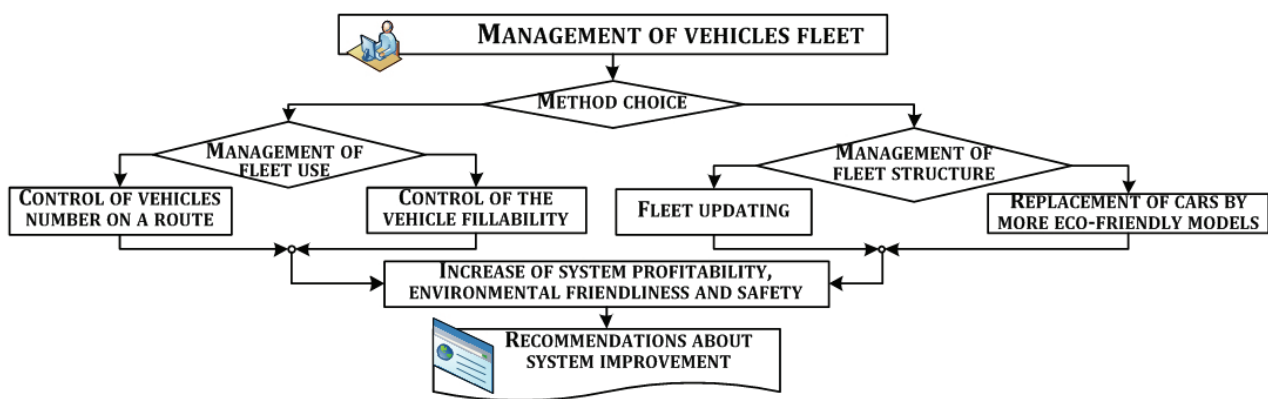 MANAGEMENT OF VEHICLES FLEET
METHOD CHOICE
MANAGEMENT OF
FLEET USE
MANAGEMENT OF
FLEET STRUCTURE
CONTROL OF VEHICLES
NUMBER ON A ROUTE
CONTROL OF THE
VEHICLE FILLABILITY
FLEET UPDATING
REPLACEMENT OF CARS BY
MORE ECO-FRIENDLY MODELS
INCREASE OF SYSTEM PROFITABILITY,
ENVIRONMENTAL FRIENDLINESS AND SAFETY
RECOMMENDATIONS ABOUT
SYSTEM IMPROVEMENT